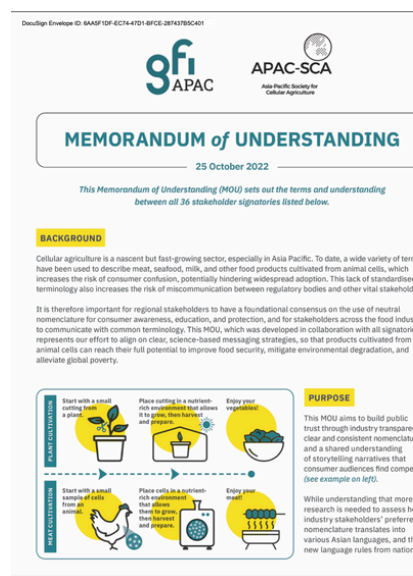 DocuSign Envelope ID: 6AA5F1DF-EC74-47D1-BFCE-287437B5C401
gfi APAC
APAC-SCA
Asia-Pacific Society for
Cellular Agriculture
MEMORANDUM of UNDERSTANDING
25 October 2022
This Memorandum of Understanding (MOU) sets out the terms and understanding
between all 36 stakeholder signatories listed below.
BACKGROUND
Cellular agriculture is a nascent but fast-growing sector, especially in Asia Pacific. To date, a wide variety of
have been used to describe meat, seafood, milk, and other food products cultivated from animal cells, which
increases the risk of consumer confusion, potentially hindering widespread adoption. This lack of standardised
terminology also increases the risk of miscommunication between regulatory bodies and other vital
It is therefore important for regional stakeholders to have a foundational consensus on the use of neutral
nomenclature for consumer awareness, education, and protection, and for stakeholders across the food
to communicate with common terminology. This MOU, which was developed in collaboration with all
represents our effort to align on clear, science-based messaging strategies, so that products cultivated from
animal cells can reach their full potential to improve food security, mitigate environmental degradation, and
alleviate global poverty.
PLANT CULTIVATION
Start with a small
cutting from
a plant.
Place cutting in a nutrient-
rich environment that allows
it to grow, then harvest
and prepare.
Enjoy your
vegetables!
MEAT CULTIVATION
Start with a small
sample of cells
from an
animal.
Place cells in a nutrient-
rich environment
that allows
them to grow,
then harvest
and prepare.
Enjoy your
meat!
PURPOSE
This MOU aims to build public
trust through industry
clear and consistent
and a shared understanding
of storytelling narratives that
consumer audiences find
(see example on left).
While understanding that more
research is needed to assess
industry stakeholders'
nomenclature translates into
various Asian languages, and
new language rules from